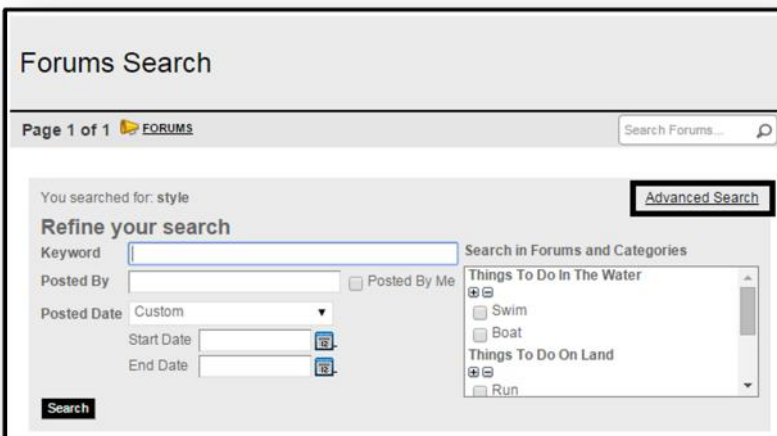 Forums Search
Page 1 of 1 FORUMS
Search Forums...
You searched for: style
Advanced Search
Refine your search
Keyword
Search in Forums and Categories
Posted By
Posted By Me
Things To Do In The Water
Swim
Boat
Posted Date Custom
Start Date 12
End Date 12
Things To Do On Land
Run
Search